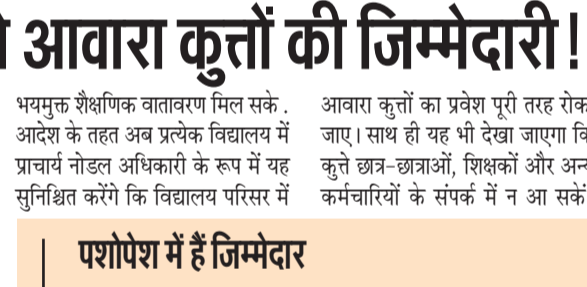 आवारा कुत्तों की जिम्मेदारी!
भयमुक्त शैक्षणिक वातावरण मिल सके .
आदेश के तहत अब प्रत्येक विद्यालय में
प्राचार्य नोडल अधिकारी के रूप में यह
सुनिश्चित करेंगे कि विद्यालय परिसर में
आवारा कुत्तों का प्रवेश पूरी तरह रोक
जाए। साथ ही यह भी देखा जाएगा
कुत्ते छात्र-छात्राओं, शिक्षकों और
कर्मचारियों के संपर्क में न आ सकें
पशोपेश में हैं जिम्मेदार